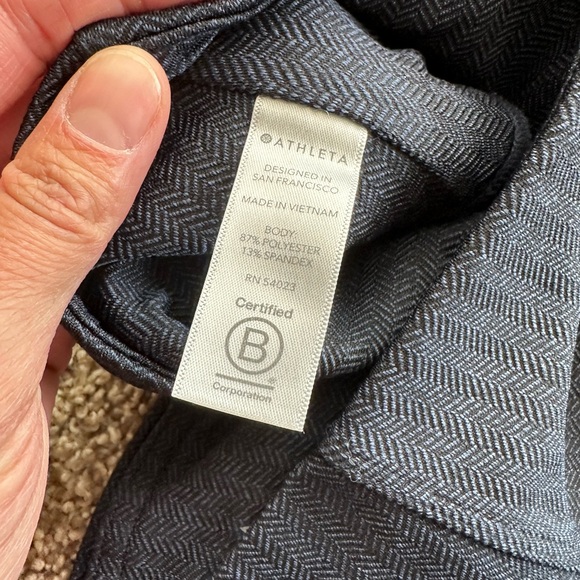 ATHLETA
DESIGNED IN
SAN FRANCISCO
MADE IN VIETNAM
BODY:
87% POLYESTER
13% SPANDEX
RN 54023
Certified
B
®
Corporation